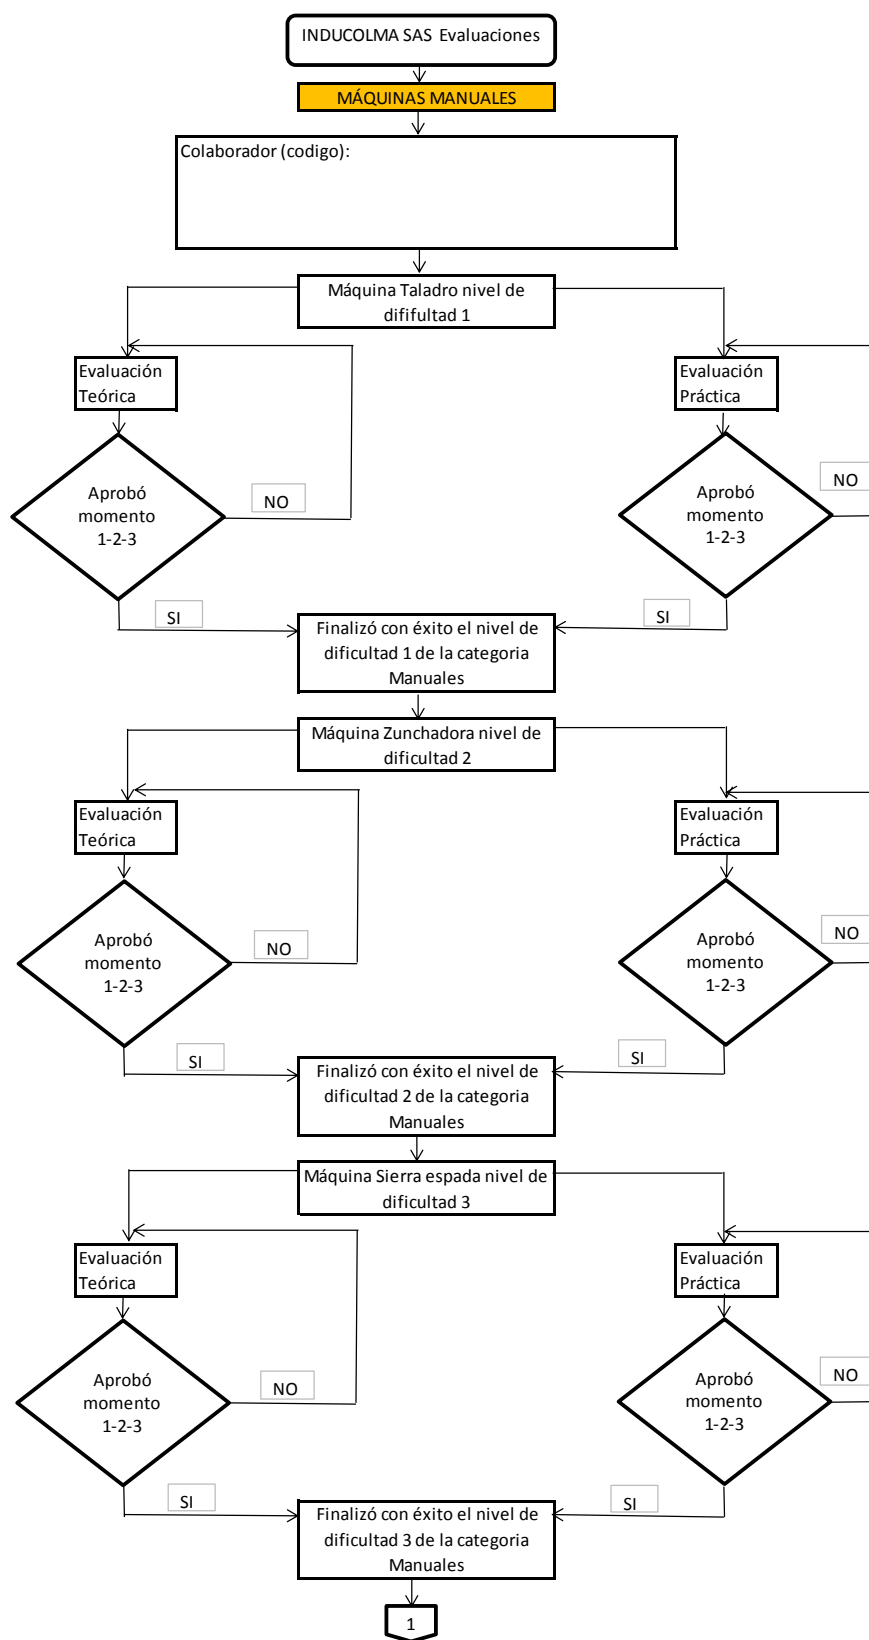 INDUCOLMA SAS Evaluaciones
MÁQUINAS MANUALES
Colaborador (codigo):
Máquina Taladro nivel de
dififultad 1
Evaluación
Teórica
Evaluación
Práctica
Aprobó
momento
1-2-3
NO
Aprobó
momento
1-2-3
NO
SI
SI
Finalizó con éxito el nivel de
dificultad 1 de la categoria
Manuales
Máquina Zunchadora nivel de
dificultad 2
Evaluación
Teórica
Evaluación
Práctica
Aprobó
momento
1-2-3
NO
Aprobó
momento
1-2-3
NO
SI
SI
Finalizó con éxito el nivel de
dificultad 2 de la categoria
Manuales
Máquina Sierra espada nivel de
dificultad 3
Evaluación
Teórica
Evaluación
Práctica
Aprobó
momento
1-2-3
NO
Aprobó
momento
1-2-3
NO
SI
SI
Finalizó con éxito el nivel de
dificultad 3 de la categoria
Manuales
1